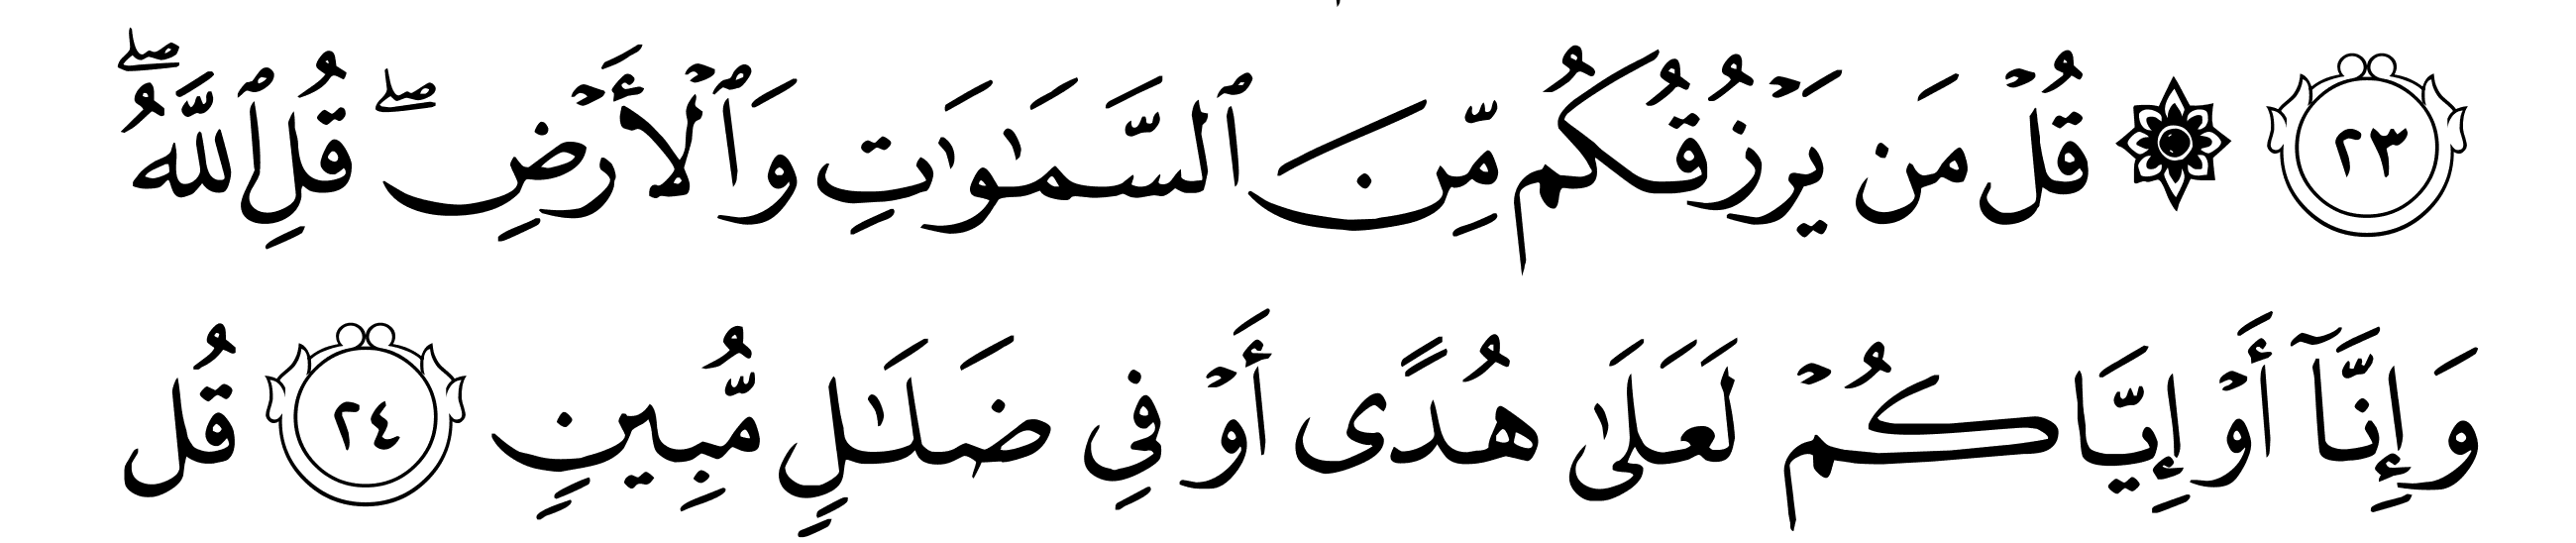 ٢٣ ۞ قُلۡ مَن يَرۡزُقُكُم مِّنَ ٱلسَّمَٰوَٰتِ وَٱلۡأَرۡضِۖ قُلِ ٱللَّهُۖ
وَإِنَّآ أَوۡ إِيَّاكُمۡ لَعَلَىٰ هُدًى أَوۡ فِي ضَلَٰلٖ مُّبِينٖ ٢٤ قُل